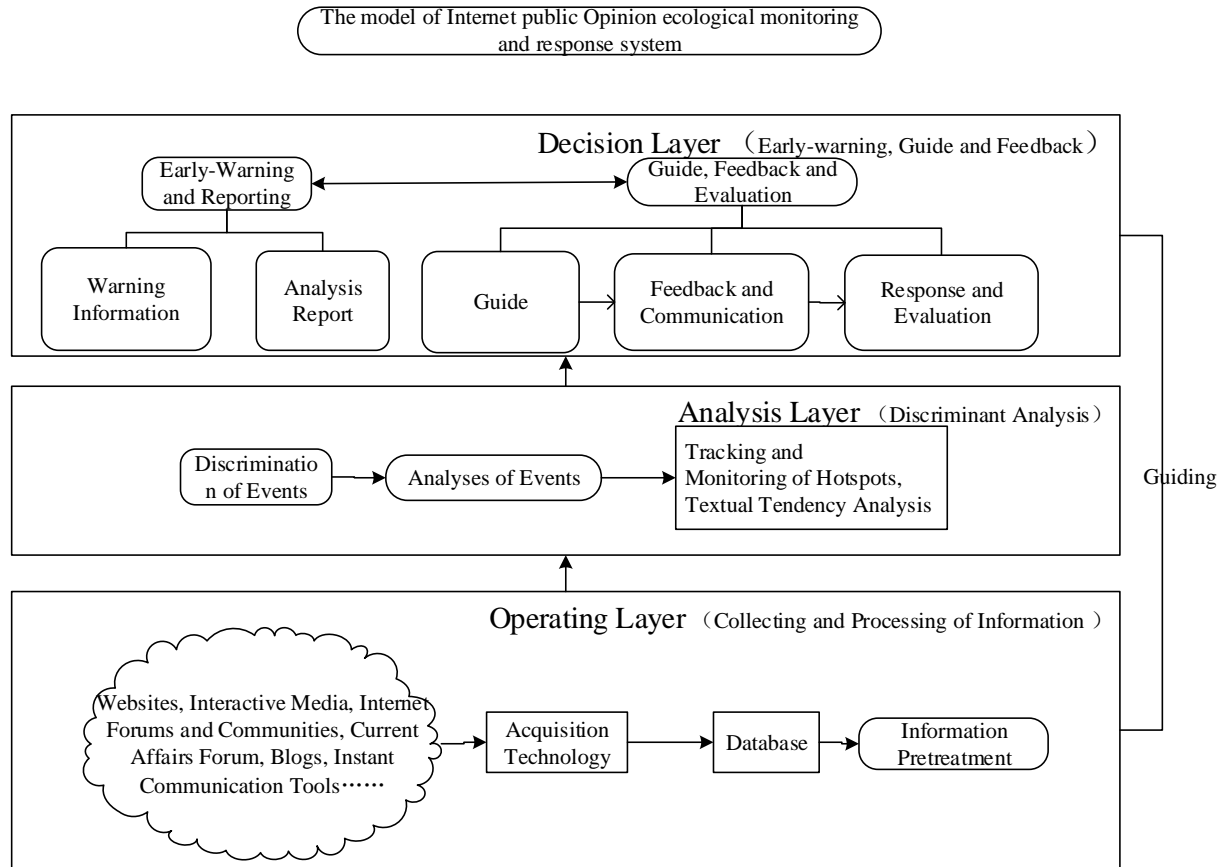 The model of Internet public Opinion ecological monitoring
and response system
Decision Layer （Early-warning, Guide and Feedback）
Early-Warning
and Reporting
Guide, Feedback and
Evaluation
Warning
Information
Analysis
Report
Guide
Feedback and
Communication
Response and
Evaluation
Analysis Layer （Discriminant Analysis）
Discriminatio
n of Events
Analyses of Events
Tracking and
Monitoring of Hotspots,
Textual Tendency Analysis
Guiding
Operating Layer （Collecting and Processing of Information ）
Websites, Interactive Media, Internet
Forums and Communities, Current
Affairs Forum, Blogs, Instant
Communication Tools……
Acquisition
Technology
Database
Information
Pretreatment